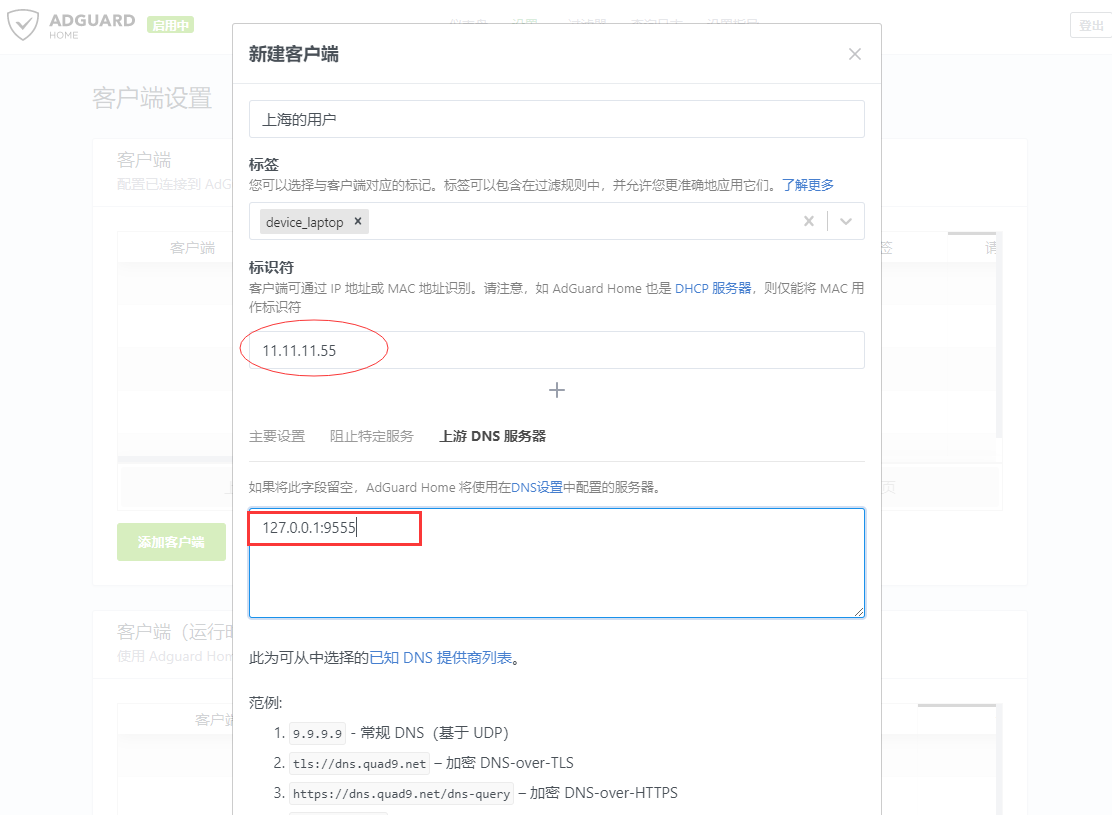 ADGUARD
HOME
启用中
登出
新建客户端
客户端设置
上海的用户
客户端
标签
配置已连接到 AdG
您可以选择与客户端对应的标记。标签可以包含在过滤规则中，并允许您更准确地应用它们。了解更多
device_laptop
客户端
签
请
标识符
客户端可通过 IP 地址或 MAC 地址识别。请注意，如 AdGuard Home 也是 DHCP 服务器，则仅能将 MAC 用
作标识符
11.11.11.55
主要设置
阻止特定服务
上游 DNS 服务器
如果将此字段留空，AdGuard Home 将使用在DNS设置中配置的服务器。
页
127.0.0.1:9555
添加客户端
客户端（运行时
使用 Adguard Hom
此为可从中选择的已知 DNS 提供商列表。
范例:
客户端
1. 9.9.9.9 - 常规 DNS（基于 UDP）
2. tls://dns.quad9.net – 加密 DNS-over-TLS
3. https://dns.quad9.net/dns-query – 加密 DNS-over-HTTPS